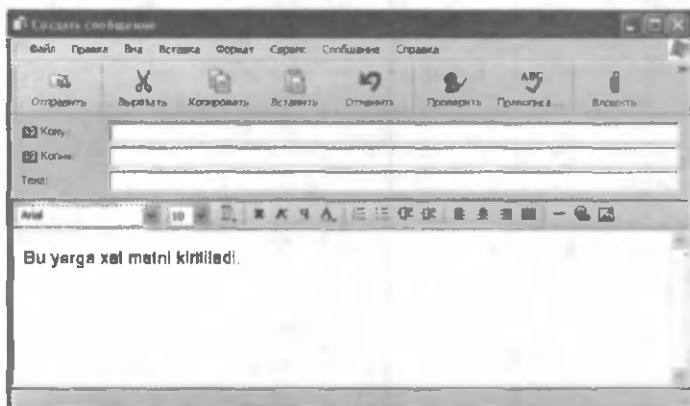 Создать сообщение
Файл Правка Вид Вставка Формат Сервис Сообщение Справка
Отправить Вырезать Копировать Вставить Отменить Проверить Вложить
Кому:
Копия:
Тема:
Arial 10 Ж К Ч А
Bu yerga xat matni kiritiladi.